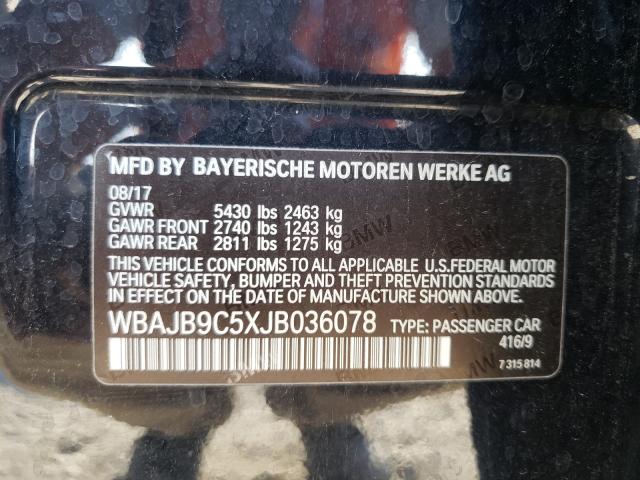 MFD BY BAYERISCHE MOTOREN WERKE AG
08/17
GVWR 5430 lbs 2463 kg
GAWR FRONT 2740 lbs 1243 kg
GAWR REAR 2811 lbs 1275 kg
THIS VEHICLE CONFORMS TO ALL APPLICABLE U.S.FEDERAL MOTOR
VEHICLE SAFETY, BUMPER AND THEFT PREVENTION STANDARDS
IN EFFECT ON THE DATE OF MANUFACTURE SHOWN ABOVE.
WBAJB9C5XJB036078 TYPE: PASSENGER CAR
416/9
7 315 814